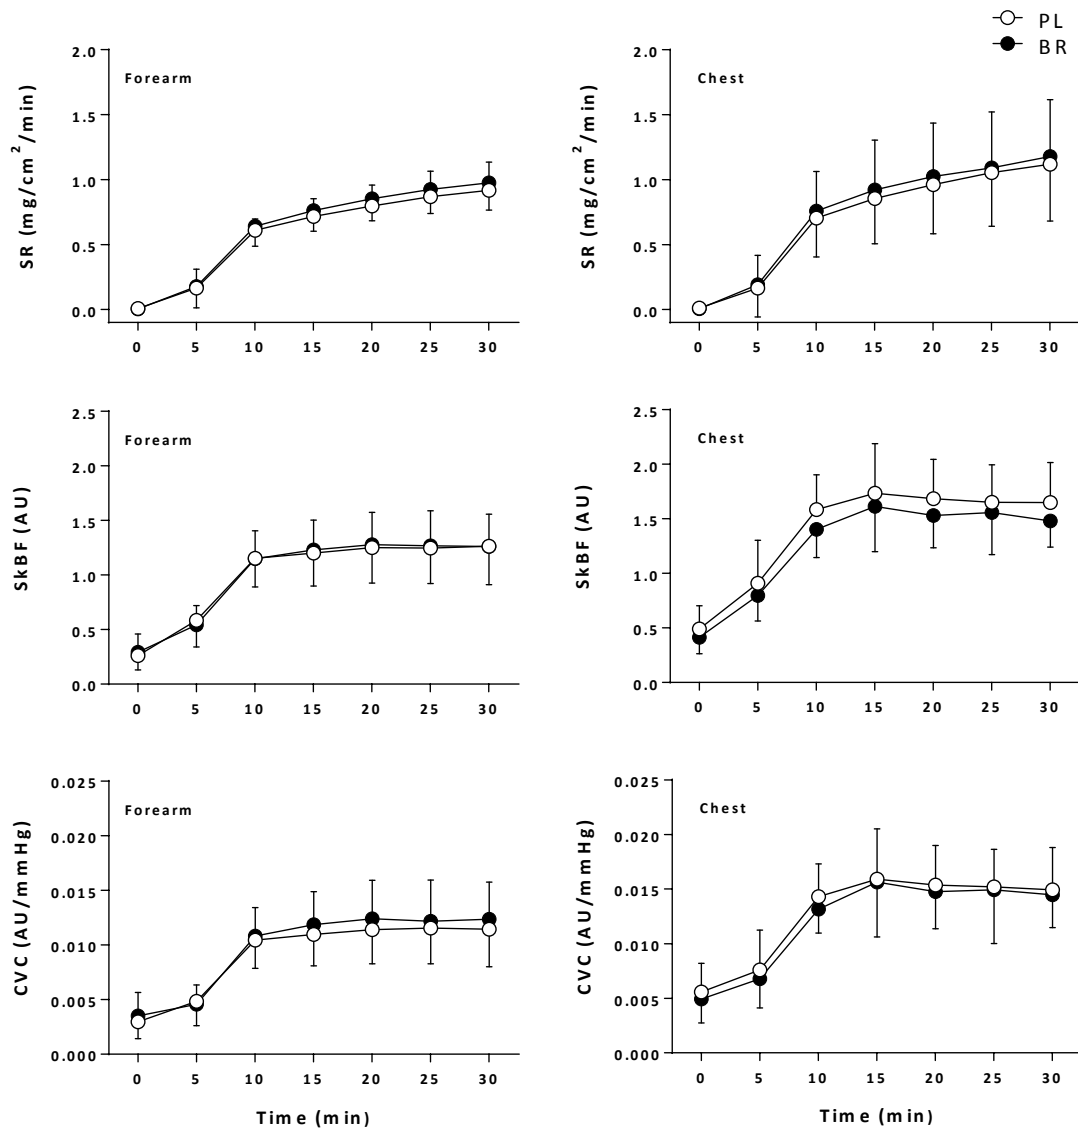 PL
BR
2.0
1.5
1.0
0.5
0.0
SR (mg/cm²/min)
Forearm
0 5 10 15 20 25 30
2.0
1.5
1.0
0.5
0.0
SR (mg/cm²/min)
Chest
0 5 10 15 20 25 30
2.5
2.0
1.5
1.0
0.5
0.0
SkBF (AU)
Forearm
0 5 10 15 20 25 30
2.5
2.0
1.5
1.0
0.5
0.0
SkBF (AU)
Chest
0 5 10 15 20 25 30
0.025
0.020
0.015
0.010
0.005
0.000
CVC (AU/mmHg)
Forearm
0 5 10 15 20 25 30
Time (min)
0.025
0.020
0.015
0.010
0.005
0.000
CVC (AU/mmHg)
Chest
0 5 10 15 20 25 30
Time (min)